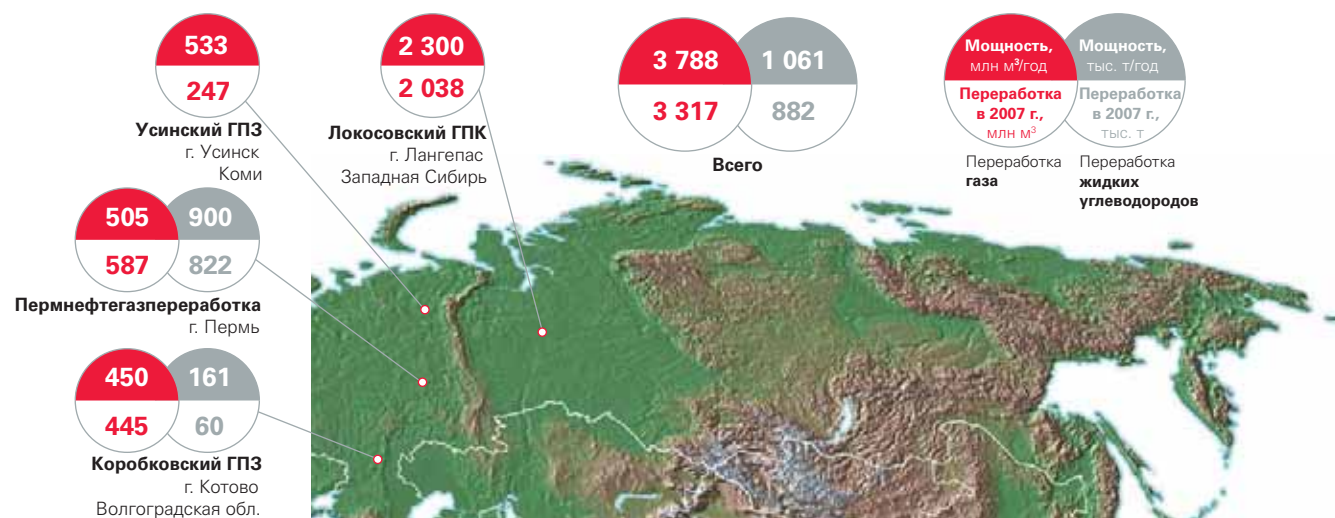 533
247
Усинский ГПЗ
г. Усинск
Коми
2 300
2 038
Локосовский ГПК
г. Лангепас
Западная Сибирь
3 788 1 061
3 317 882
Всего
Мощность,
млн м³/год
Переработка
в 2007 г.,
млн м³
Переработка
газа
Мощность,
тыс. т/год
Переработка
в 2007 г.,
тыс. т
Переработка
жидких
углеводородов
505 900
587 822
Пермнефтегазпереработка
г. Пермь
450 161
445 60
Коробковский ГПЗ
г. Котово
Волгоградская обл.